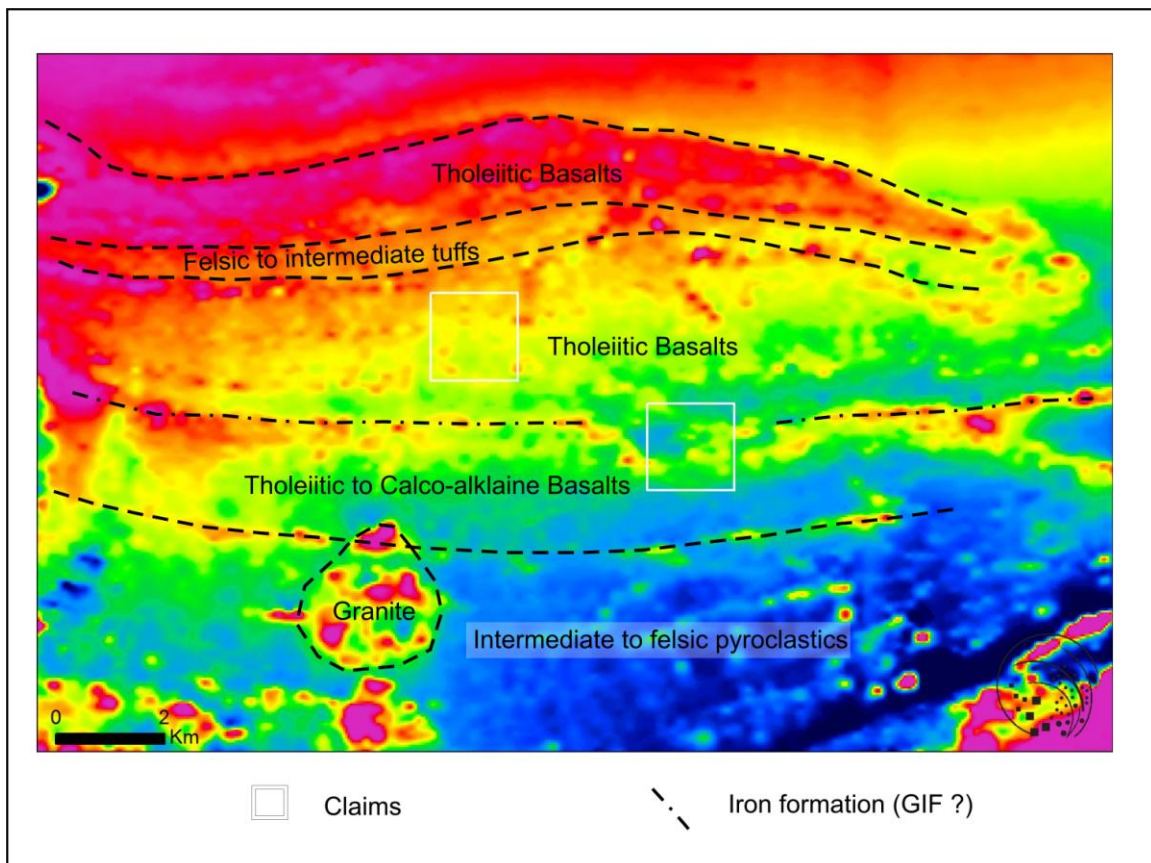 Tholeiitic Basalts
Felsic to intermediate tuffs
Tholeiitic Basalts
Tholeiitic to Calco-alklaine Basalts
Granite
Intermediate to felsic pyroclastics
0 2
Km
Claims
Iron formation (GIF ?)